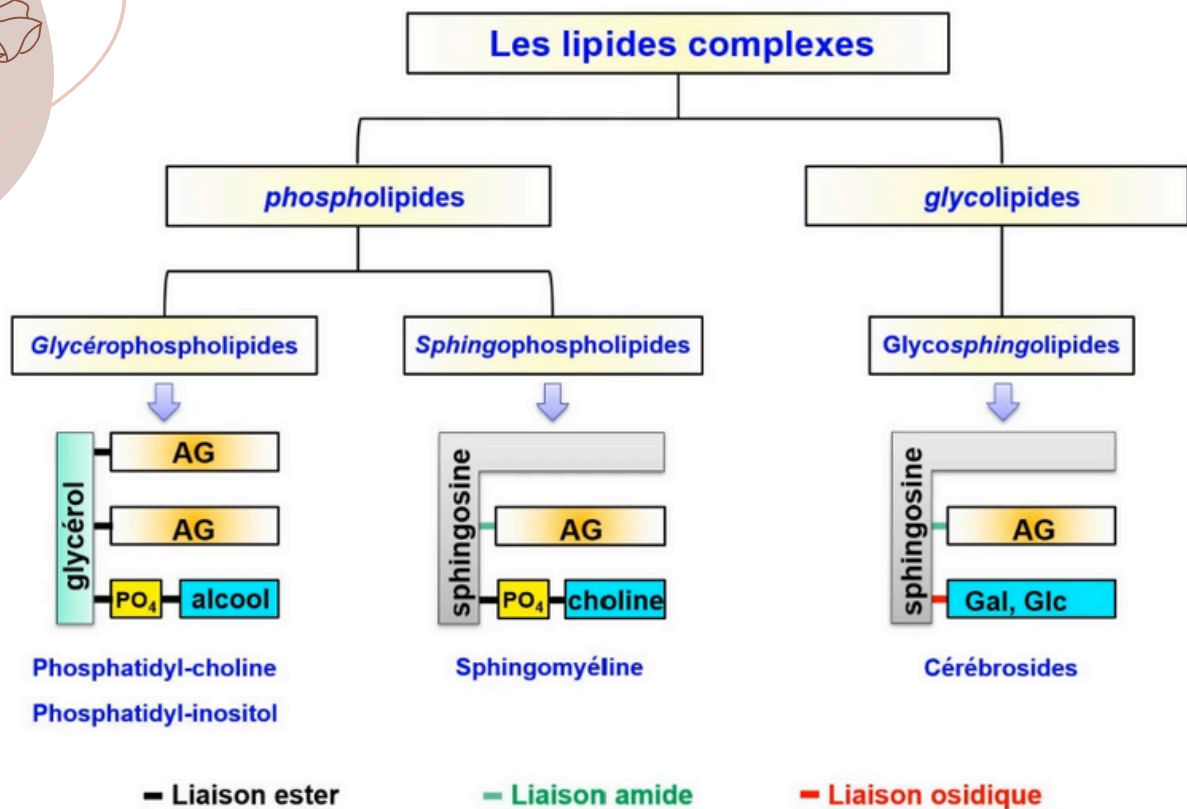 Les lipides complexes
phospholipides
glycolipides
Glycérophospholipides
Sphingophospholipides
Glycosphingolipides
glycérol
AG
AG
PO₄
alcool
sphingosine
AG
PO₄
choline
sphingosine
AG
Gal, Glc
Phosphatidyl-choline
Phosphatidyl-inositol
Sphingomyéline
Cérébrosides
Liaison ester
Liaison amide
Liaison osidique